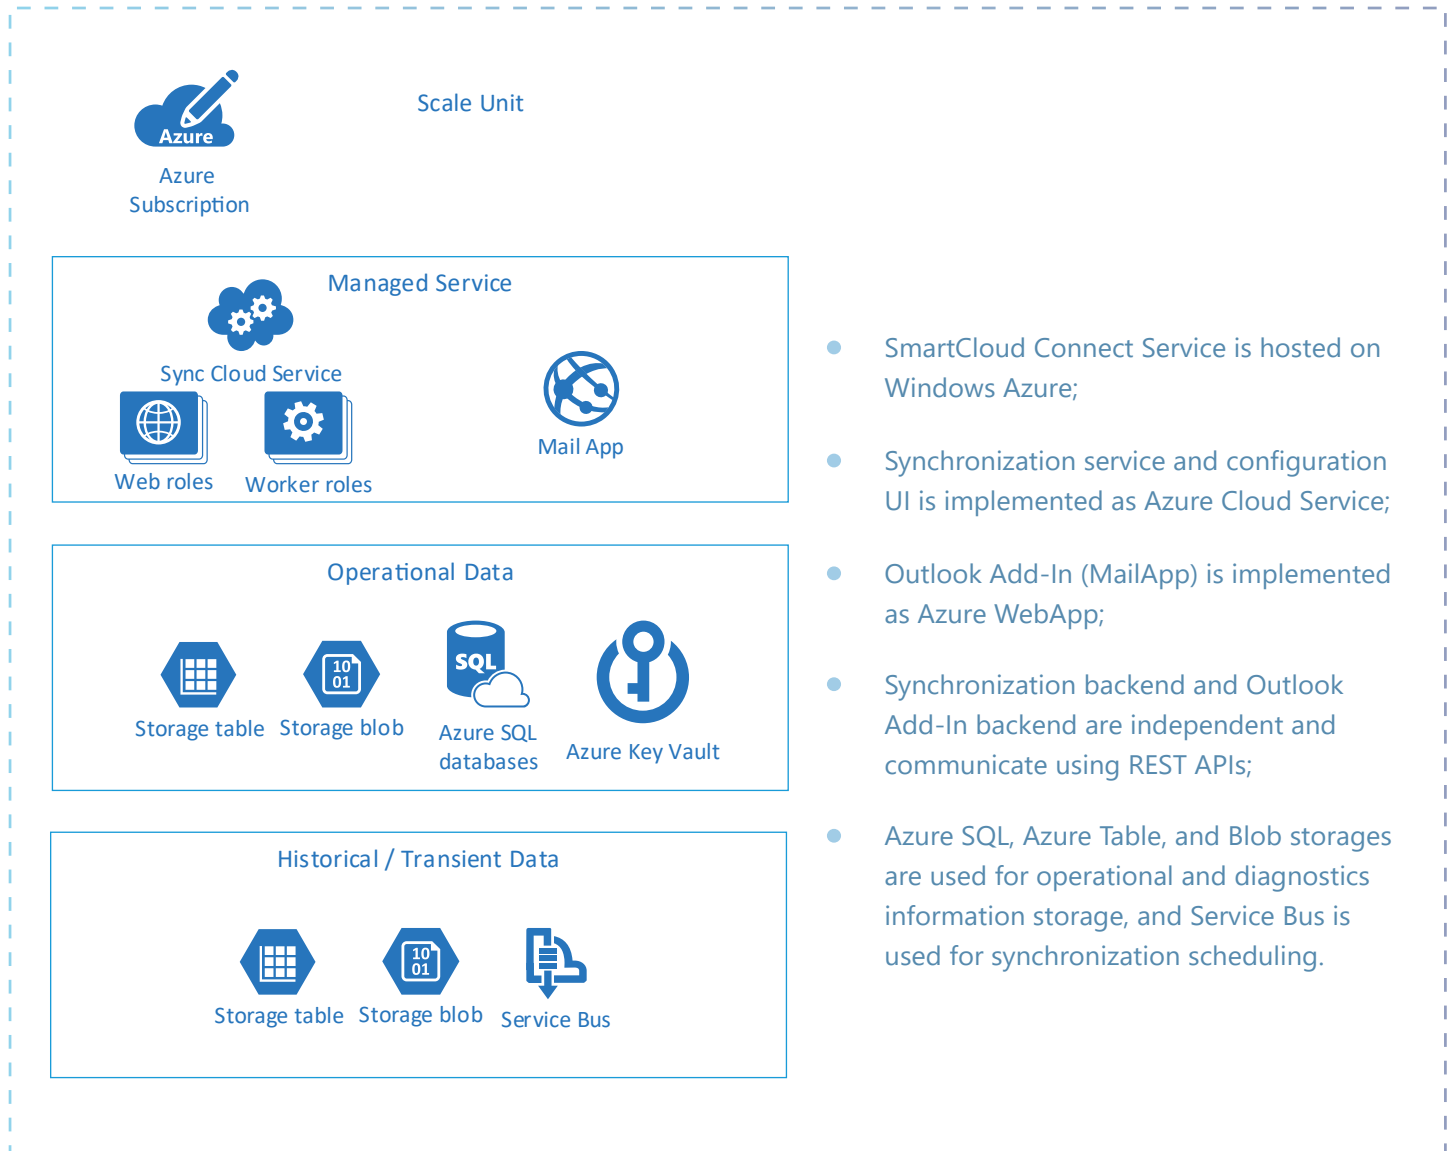 Azure
Azure
Subscription
Scale Unit
Managed Service
Sync Cloud Service
Web roles
Worker roles
Mail App
Operational Data
10
01
SQL
Storage table
Storage blob
Azure SQL
databases
Azure Key Vault
Historical / Transient Data
10
01
Storage table
Storage blob
Service Bus
SmartCloud Connect Service is hosted on
Windows Azure;
Synchronization service and configuration
UI is implemented as Azure Cloud Service;
Outlook Add-In (MailApp) is implemented
as Azure WebApp;
Synchronization backend and Outlook
Add-In backend are independent and
communicate using REST APIs;
Azure SQL, Azure Table, and Blob storages
are used for operational and diagnostics
information storage, and Service Bus is
used for synchronization scheduling.